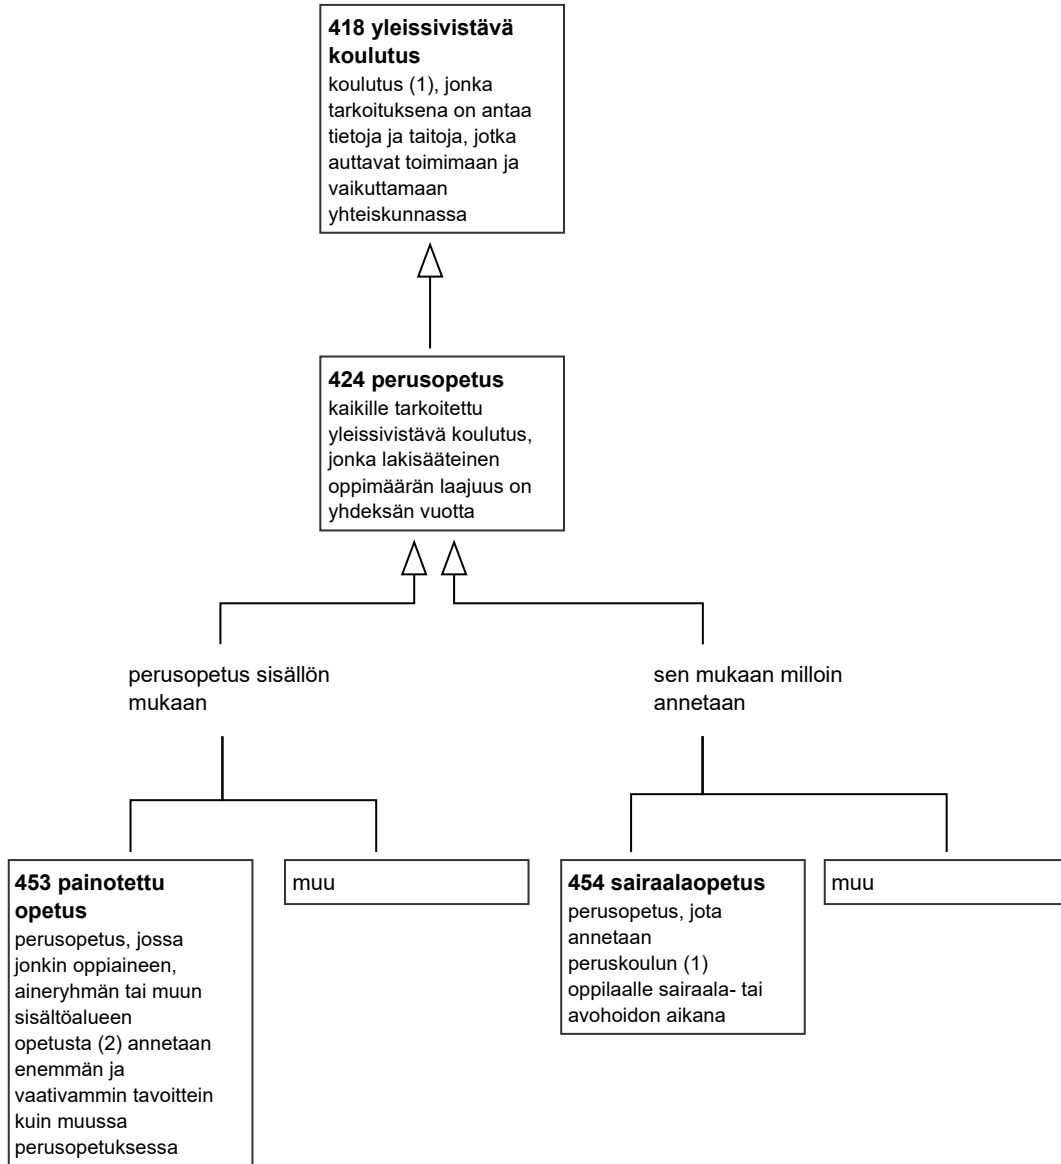 418 yleissivistävä
koulutus
koulutus (1), jonka
tarkoituksena on antaa
tietoja ja taitoja, jotka
auttavat toimimaan ja
vaikuttamaan
yhteiskunnassa
424 perusopetus
kaikille tarkoitettu
yleissivistävä koulutus,
jonka lakisääteinen
oppimäärän laajuus on
yhdeksän vuotta
perusopetus sisällön
mukaan
sen mukaan milloin
annetaan
453 painotettu
opetus
perusopetus, jossa
jonkin oppiaineen,
aineryhmän tai muun
sisältöalueen
opetusta (2) annetaan
enemmän ja
vaativammin tavoittein
kuin muussa
perusopetuksessa
muu
454 sairaalaopetus
perusopetus, jota
annetaan
peruskoulun (1)
oppilaalle sairaala- tai
avohoidon aikana
muu